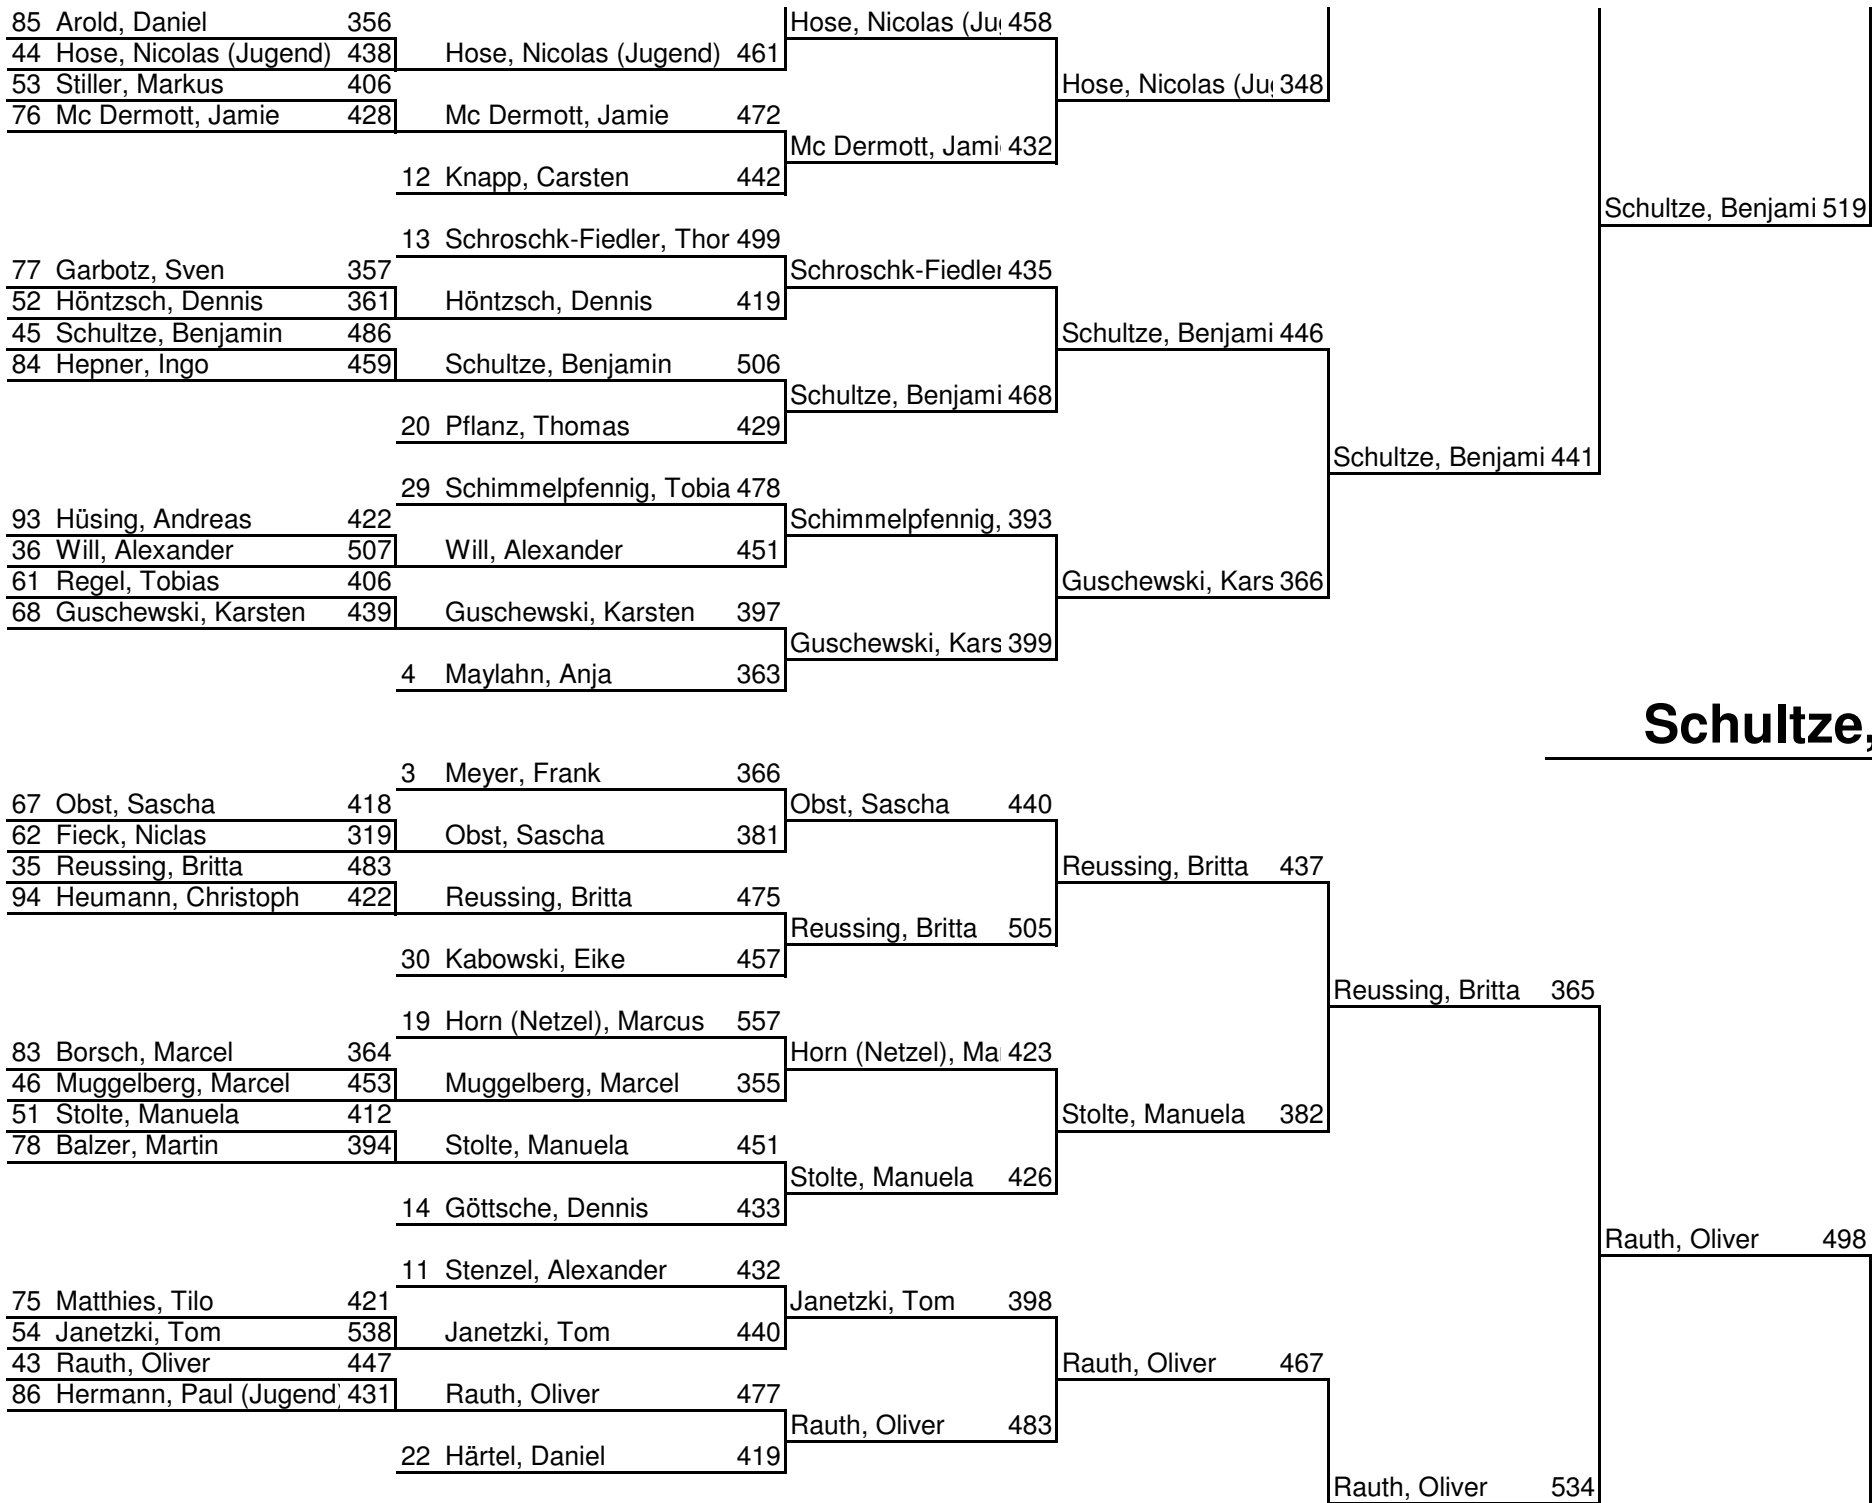 85 Arold, Daniel 356 Hose, Nicolas (Ju 458
44 Hose, Nicolas (Jugend) 438 Hose, Nicolas (Jugend) 461
53 Stiller, Markus 406 Hose, Nicolas (Ju 348
76 Mc Dermott, Jamie 428 Mc Dermott, Jamie 472
Mc Dermott, Jami 432
12 Knapp, Carsten 442
Schultze, Benjami 519
13 Schroschk-Fiedler, Thor 499
77 Garbotz, Sven 357 Schroschk-Fiedler 435
52 Höntzsch, Dennis 361 Höntzsch, Dennis 419
45 Schultze, Benjamin 486 Schultze, Benjami 446
84 Hepner, Ingo 459 Schultze, Benjamin 506
Schultze, Benjami 468
20 Pflanz, Thomas 429
Schultze, Benjami 441
29 Schimmelpfennig, Tobia 478
93 Hüsing, Andreas 422 Schimmelpfennig, 393
36 Will, Alexander 507 Will, Alexander 451
61 Regel, Tobias 406 Guschewski, Kars 366
68 Guschewski, Karsten 439 Guschewski, Karsten 397
Guschewski, Kars 399
4 Maylahn, Anja 363
Schultze,
3 Meyer, Frank 366
67 Obst, Sascha 418 Obst, Sascha 440
62 Fieck, Niclas 319 Obst, Sascha 381
35 Reussing, Britta 483 Reussing, Britta 437
94 Heumann, Christoph 422 Reussing, Britta 475
Reussing, Britta 505
30 Kabowski, Eike 457
Reussing, Britta 365
19 Horn (Netzel), Marcus 557
83 Borsch, Marcel 364 Horn (Netzel), Ma 423
46 Muggelberg, Marcel 453 Muggelberg, Marcel 355
51 Stolte, Manuela 412 Stolte, Manuela 382
78 Balzer, Martin 394 Stolte, Manuela 451
Stolte, Manuela 426
14 Göttsche, Dennis 433
Rauth, Oliver 498
11 Stenzel, Alexander 432
75 Matthies, Tilo 421 Janetzki, Tom 398
54 Janetzki, Tom 538 Janetzki, Tom 440
43 Rauth, Oliver 447 Rauth, Oliver 467
86 Hermann, Paul (Jugend) 431 Rauth, Oliver 477
Rauth, Oliver 483
22 Härtel, Daniel 419
Rauth, Oliver 534